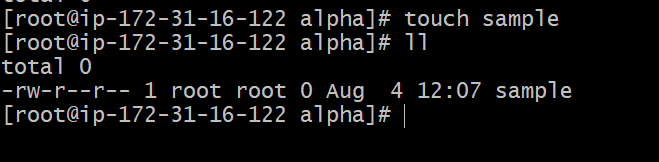 [root@ip-172-31-16-122 alpha]# touch sample
[root@ip-172-31-16-122 alpha]# ll
total 0
-rw-r--r-- 1 root root 0 Aug  4 12:07 sample
[root@ip-172-31-16-122 alpha]#